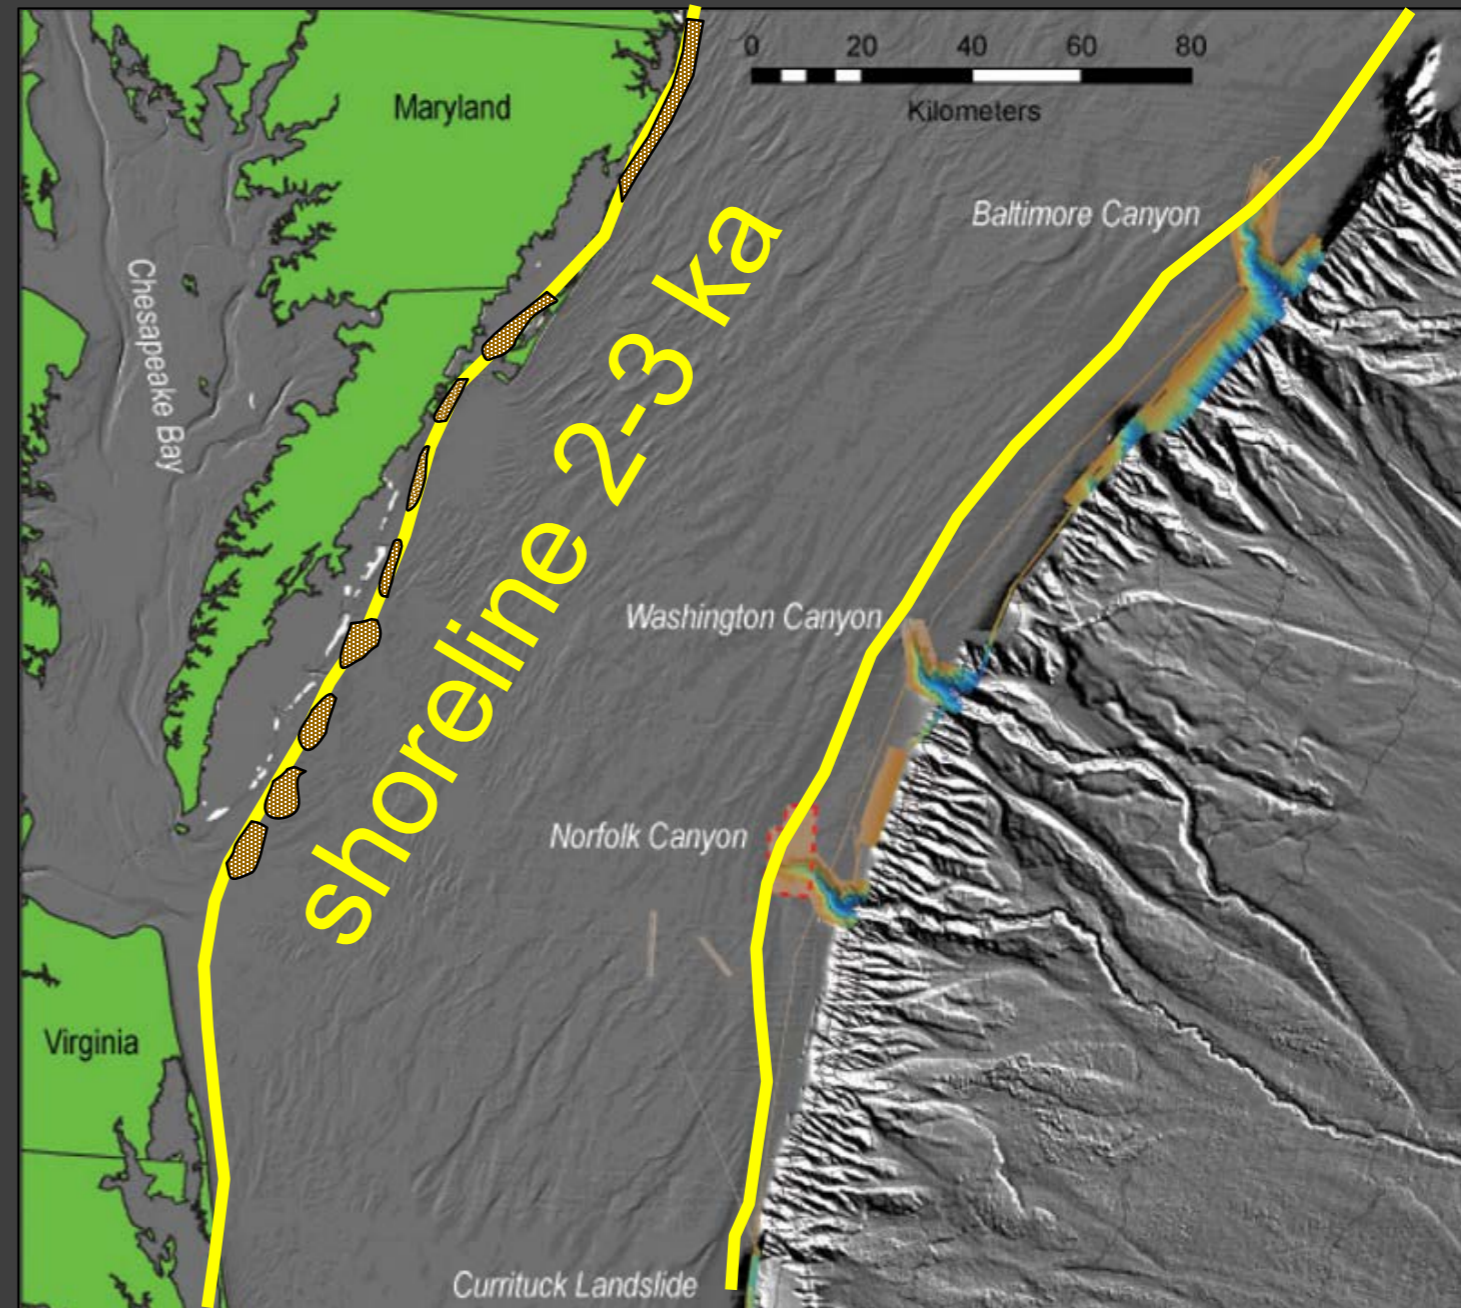 0 20 40 60 80
Kilometers
Maryland
Baltimore Canyon
Chesapeake Bay
shoreline 2-3 ka
Washington Canyon
Norfolk Canyon
Virginia
Currituck Landslide